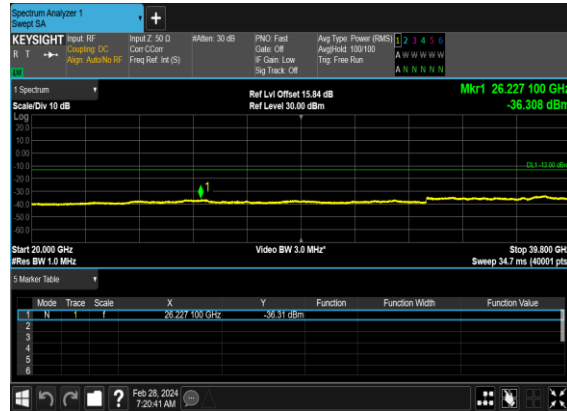 Spectrum Analyzer 1
Swept SA
+
KEYSIGHT Input: RF Input Z: 50 Ω #Atten: 30 dB PNO: Fast Avg Type: Power (RMS) 1 2 3 4 5 6
R T Coupling: DC Corr CCorr Gate: Off Avg|Hold: 100/100 A W W W W W
Align: Auto/No RF Freq Ref: Int (S) IF Gain: Low Trig: Free Run
LW Sig Track: Off A N N N N N
1 Spectrum Ref Lvl Offset 15.84 dB Mkr1 26.227 100 GHz
Scale/Div 10 dB Ref Level 30.00 dBm -36.308 dBm
Log
20.0
10.0
0.00
-10.0
DL1 -13.00 dBm
-20.0
-30.0
1
-40.0
-50.0
-60.0
Start 20.000 GHz Video BW 3.0 MHz* Stop 39.800 GHz
#Res BW 1.0 MHz Sweep 34.7 ms (40001 pts)
5 Marker Table
Mode Trace Scale X Y Function Function Width Function Value
1 N 1 f 26.227 100 GHz -36.31 dBm
2
3
4
5
6
? Feb 28, 2024
7:20:41 AM